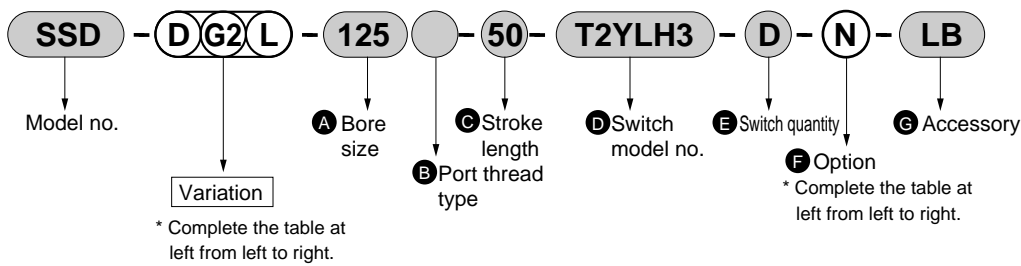 SSD - D G2 L - 125 - 50 - T2YLH3 - D - N - LB
Model no.
A Bore
size
C Stroke
length
D Switch
model no.
E Switch quantity
G Accessory
B Port thread
type
F Option
* Complete the table at
left from left to right.
Variation
* Complete the table at
left from left to right.